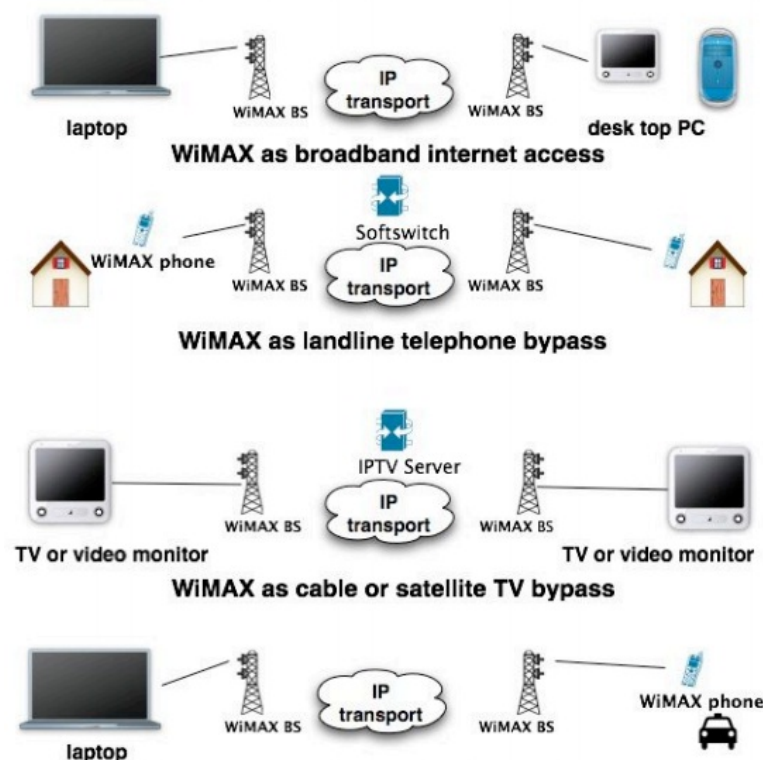 IP
transport
WiMAX BS
WiMAX BS
laptop
desk top PC
WiMAX as broadband internet access
Softswitch
WiMAX phone
IP
transport
WiMAX BS
WiMAX BS
WiMAX as landline telephone bypass
IPTV Server
IP
transport
WiMAX BS
WiMAX BS
TV or video monitor
TV or video monitor
WiMAX as cable or satellite TV bypass
IP
transport
WiMAX BS
WiMAX BS
WiMAX phone
laptop